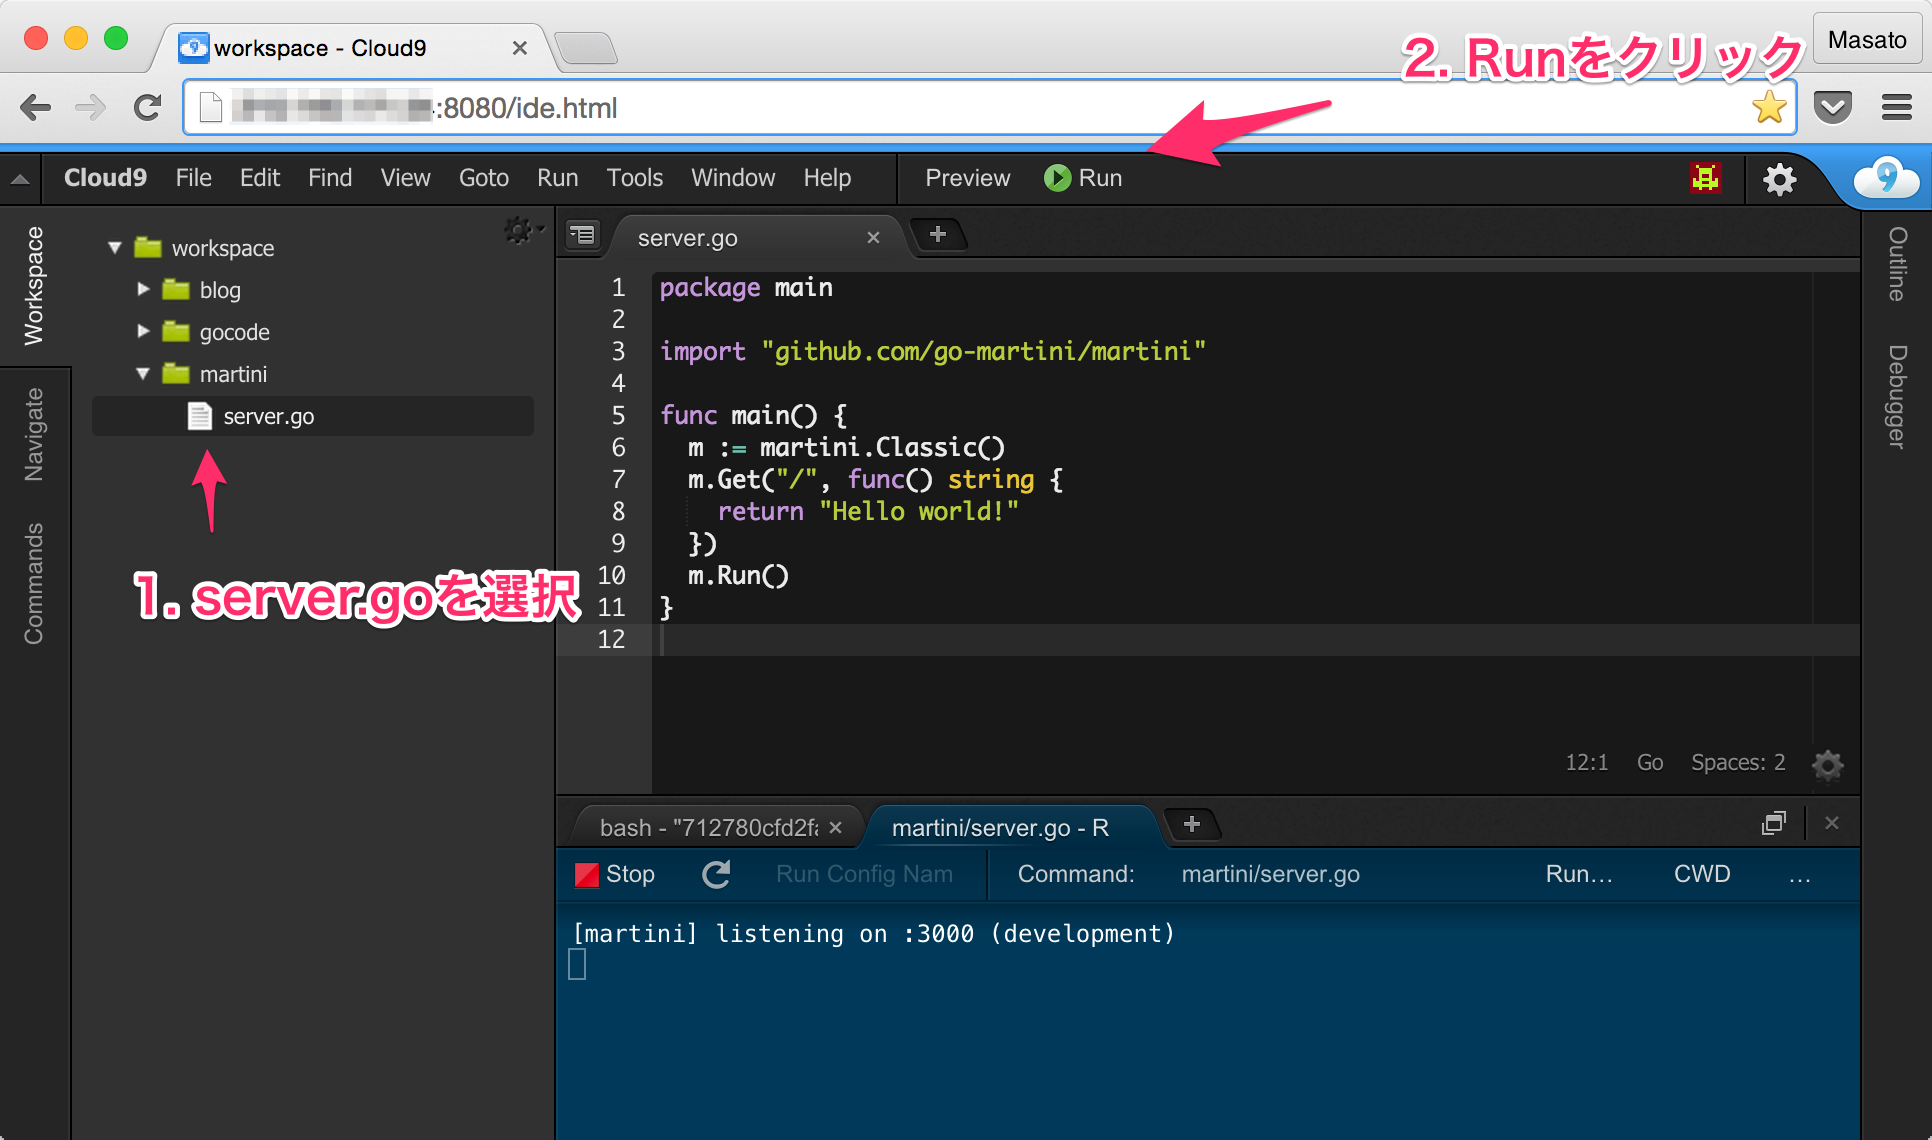 workspace - Cloud9
Masato
2. Runをクリック
:8080/ide.html
Cloud9 File Edit Find View Goto Run Tools Window Help Preview Run
Workspace
Navigate
Commands
workspace
blog
gocode
martini
server.go
1. server.goを選択
server.go
1 package main
2
3 import "github.com/go-martini/martini"
4
5 func main() {
6 m := martini.Classic()
7 m.Get("/", func() string {
8 return "Hello world!"
9 })
10 m.Run()
11 }
12
12:1 Go Spaces: 2
Outline
Debugger
bash - "712780cfd2fa
martini/server.go - R
Stop Run Config Nam Command: martini/server.go Run... CWD ...
[martini] listening on :3000 (development)